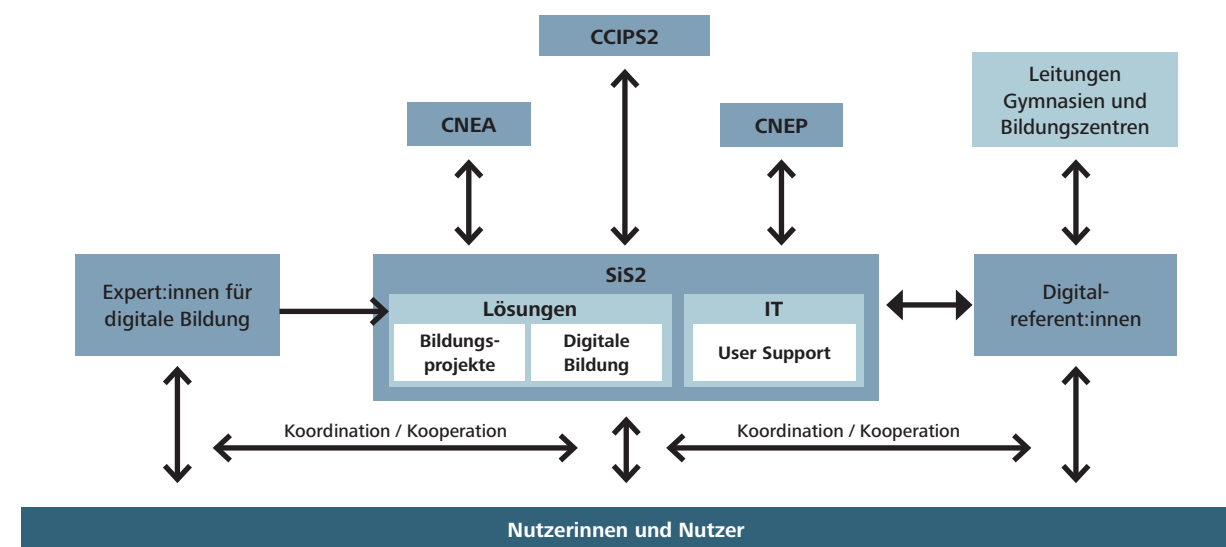 CCIPS2
CNEA
CNEP
Leitungen
Gymnasien und
Bildungszentren
Expert:innen für
digitale Bildung
SiS2
Lösungen
Bildungs-
projekte
Digitale
Bildung
IT
User Support
Digital-
referent:innen
Koordination / Kooperation
Koordination / Kooperation
Nutzerinnen und Nutzer